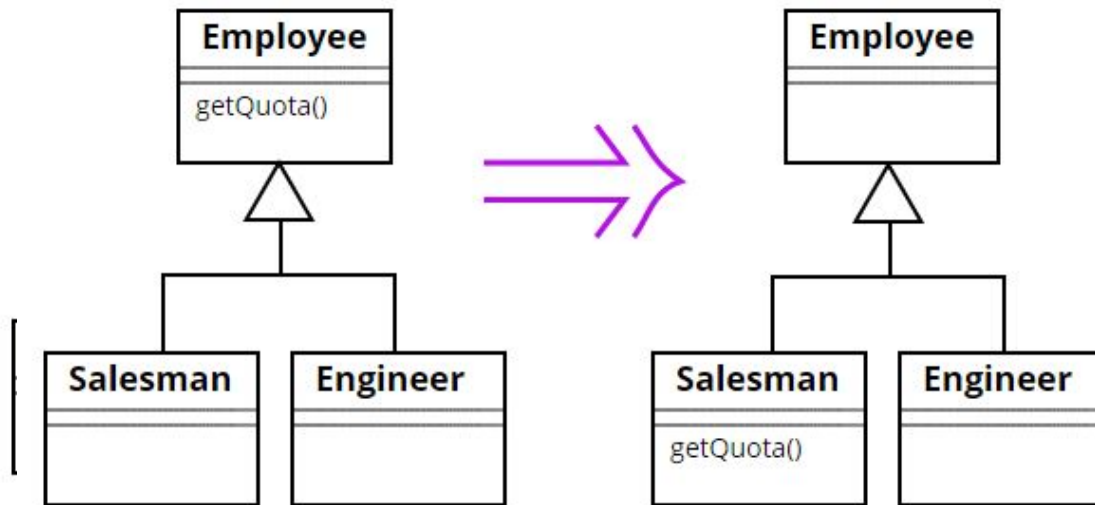 Employee
getQuota()
Salesman
Engineer
Employee
Salesman
getQuota()
Engineer